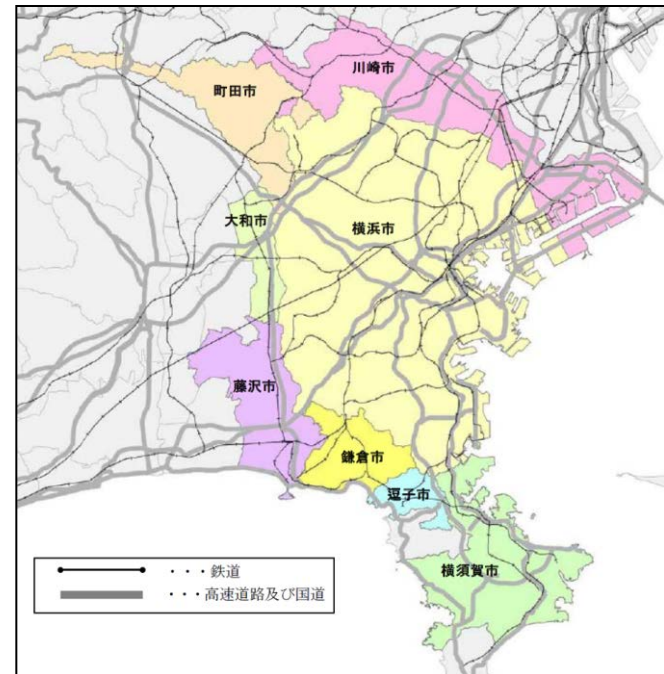 川崎市
町田市
大和市
横浜市
藤沢市
鎌倉市
逗子市
横須賀市
・・・鉄道
・・・高速道路及び国道